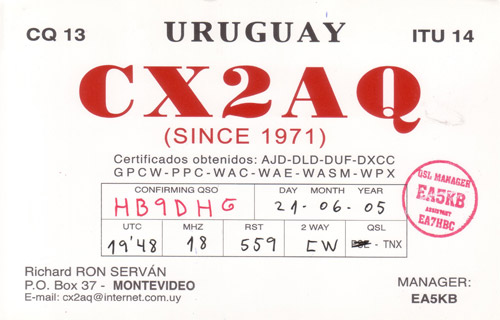 CQ 13 URUGUAY ITU 14
CX2AQ
(SINCE 1971)
Certificados obtenidos: AJD-DLD-DUF-DXCC
GPCW-PPC-WAC-WAE-WASM-WPX
CONFIRMING QSO DAY MONTH YEAR
HB9DHG 21-06-05
UTC MHZ RST 2 WAY QSL
19'48 18 559 CW - TNX
QSL MANAGER
EA5KB
ASSISTANT
EA7HBC
Richard RON SERVÁN
P.O. Box 37 - MONTEVIDEO
E-mail: cx2aq@internet.com.uy
MANAGER:
EA5KB